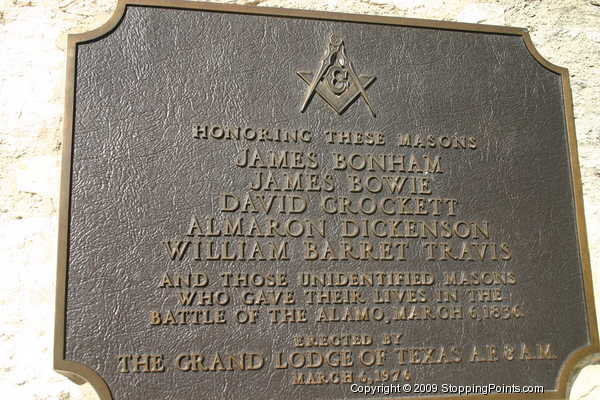 G
HONORING THESE MASONS
JAMES BONHAM
JAMES BOWIE
DAVID CROCKETT
ALMARON DICKENSON
WILLIAM BARRET TRAVIS
AND THOSE UNIDENTIFIED MASONS
WHO GAVE THEIR LIVES IN THE
BATTLE OF THE ALAMO, MARCH 6, 1836.
ERECTED BY
THE GRAND LODGE OF TEXAS A.F. & A.M.
MARCH 6, 1976
Copyright © 2009 StoppingPoints.com